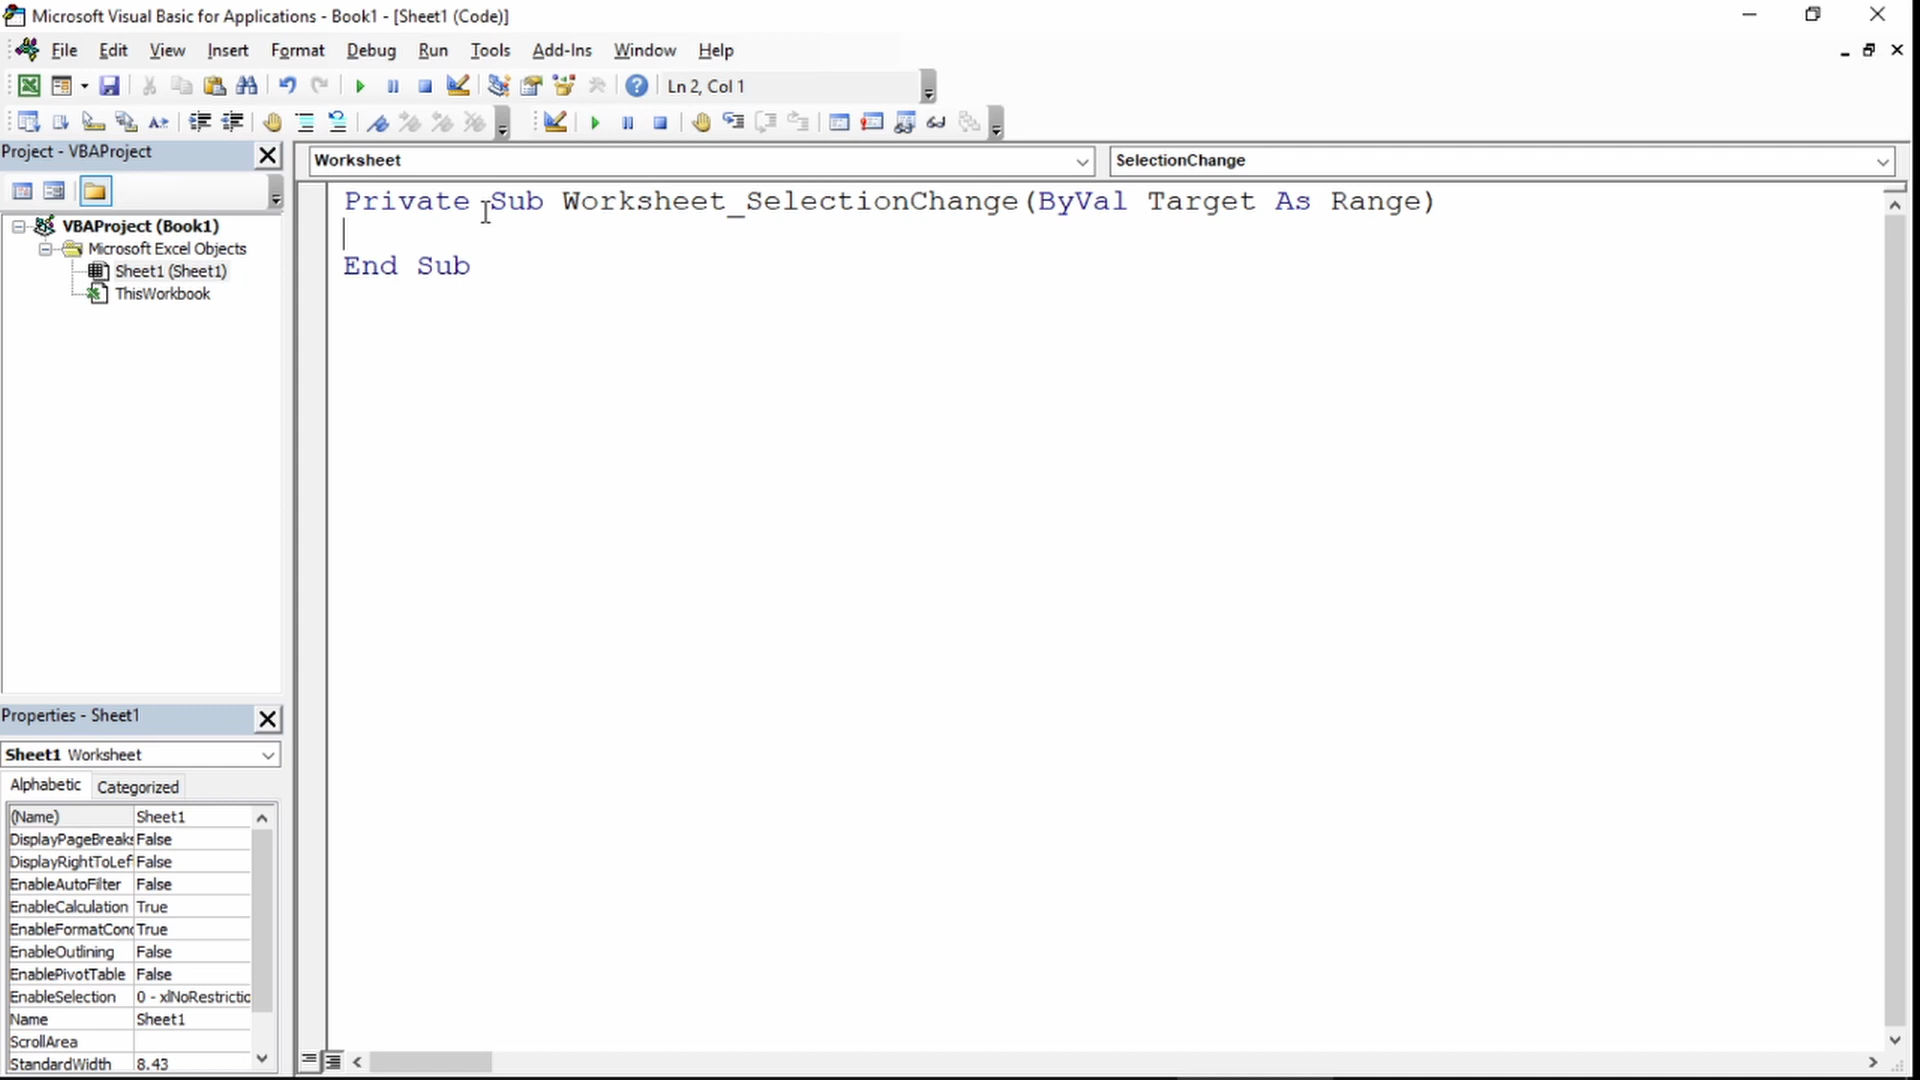 Microsoft Visual Basic for Applications - Book1 - [Sheet1 (Code)]
File Edit View Insert Format Debug Run Tools Add-Ins Window Help
Ln 2, Col 1
Project - VBAProject
Worksheet
SelectionChange
VBAProject (Book1)
Microsoft Excel Objects
Sheet1 (Sheet1)
ThisWorkbook
Private Sub Worksheet_SelectionChange(ByVal Target As Range)
End Sub
Properties - Sheet1
Sheet1 Worksheet
Alphabetic Categorized
(Name) Sheet1
DisplayPageBreaks False
DisplayRightToLef False
EnableAutoFilter False
EnableCalculation True
EnableFormatCon True
EnableOutlining False
EnablePivotTable False
EnableSelection 0 - xlNoRestrictio
Name Sheet1
ScrollArea
StandardWidth 8.43